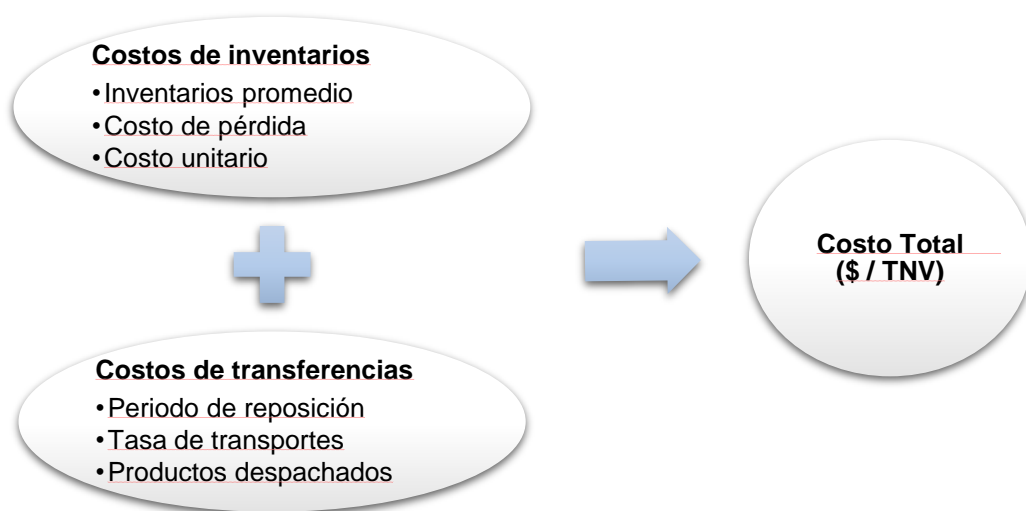 Costos de inventarios
•Inventarios promedio
•Costo de pérdida
•Costo unitario
Costo Total
($ / TNV)
Costos de transferencias
•Periodo de reposición
•Tasa de transportes
•Productos despachados